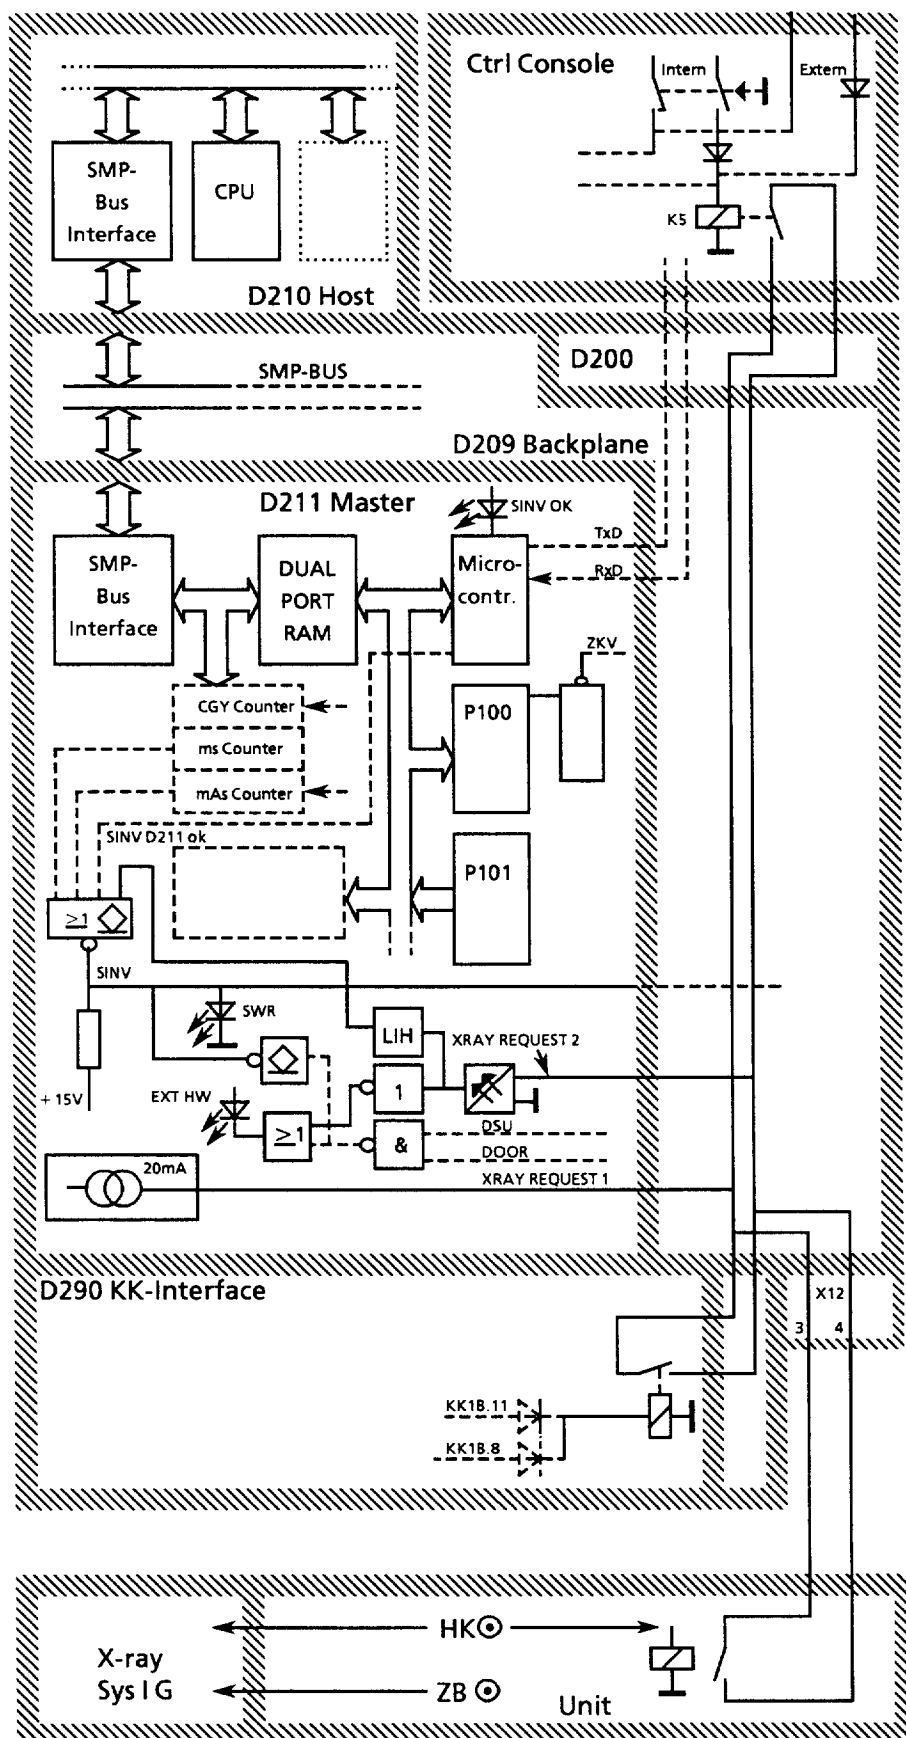 Ctrl Console
Intern
Extern
SMP-
Bus
Interface
CPU
K5
D210 Host
D200
SMP-BUS
D209 Backplane
D211 Master
SINV OK
TxD
SMP-
Bus
Interface
DUAL
PORT
RAM
Micro-
contr.
RxD
ZKV
CGY Counter
P100
ms Counter
mAs Counter
SINV D211 ok
P101
≥1
SINV
SWR
LIH
XRAY REQUEST 2
+ 15V
EXT HW
1
≥1
&
DSU
DOOR
20mA
XRAY REQUEST 1
D290 KK-Interface
X12
3 4
KK1B.11
KK1B.8
HK
X-ray
Sys I G
ZB
Unit